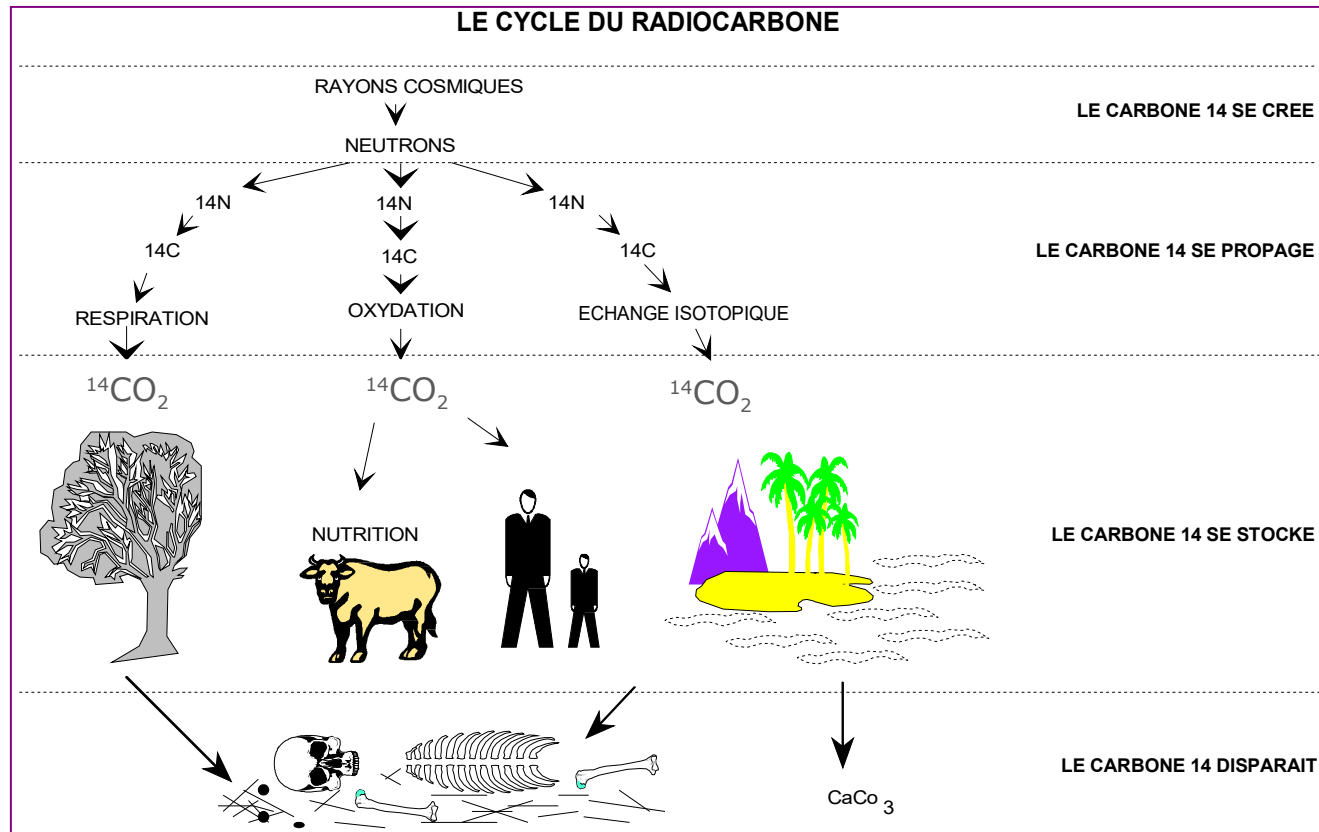 LE CYCLE DU RADIOCARBONE
RAYONS COSMIQUES
LE CARBONE 14 SE CREE
NEUTRONS
14N 14N 14N
14C 14C 14C
LE CARBONE 14 SE PROPAGE
RESPIRATION OXYDATION ECHANGE ISOTOPIQUE
¹⁴CO₂ ¹⁴CO₂ ¹⁴CO₂
NUTRITION
LE CARBONE 14 SE STOCKE
LE CARBONE 14 DISPARAIT
CaCo ₃